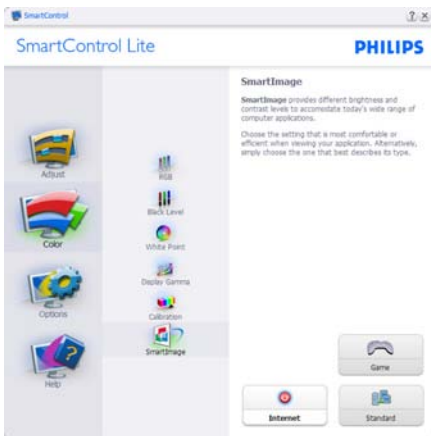 SmartControl
SmartControl Lite
PHILIPS
Adjust
Color
Options
Help
RGB
Black Level
White Point
Display Gamma
Calibration
SmartImage
SmartImage
SmartImage provides different brightness and
contrast levels to accomodate today's wide range of
computer applications.
Choose the setting that is most comfortable or
efficient when viewing your application. Alternatively,
simply choose the one that best describes its type.
Game
Internet
Standard